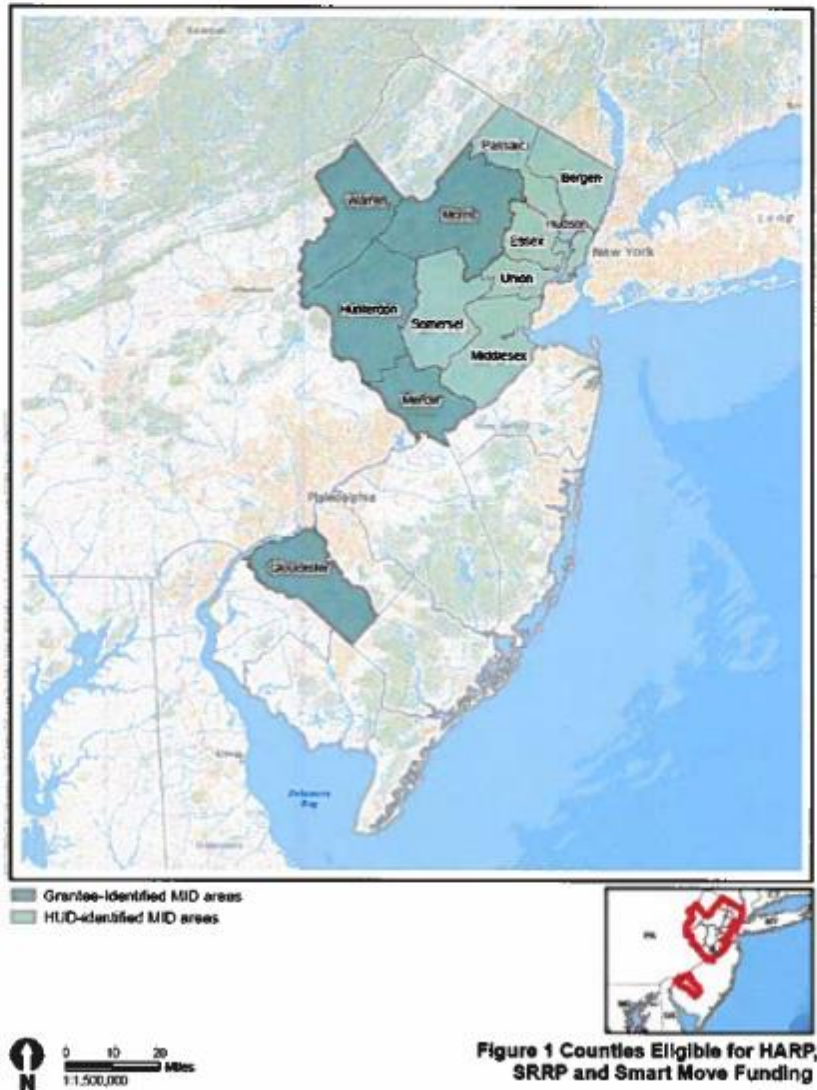 Passaic
Bergen
Warren
Morris
Hudson
Essex
New York
Union
Hunterdon
Somerset
Middlesex
Mercer
Philadelphia
Gloucester
Delaware
Bay
Grantee-identified MID areas
HUD-identified MID areas
PA
NY
N
0 10 20
Miles
1:1,500,000
Figure 1 Counties Eligible for HARP,
SRRP and Smart Move Funding